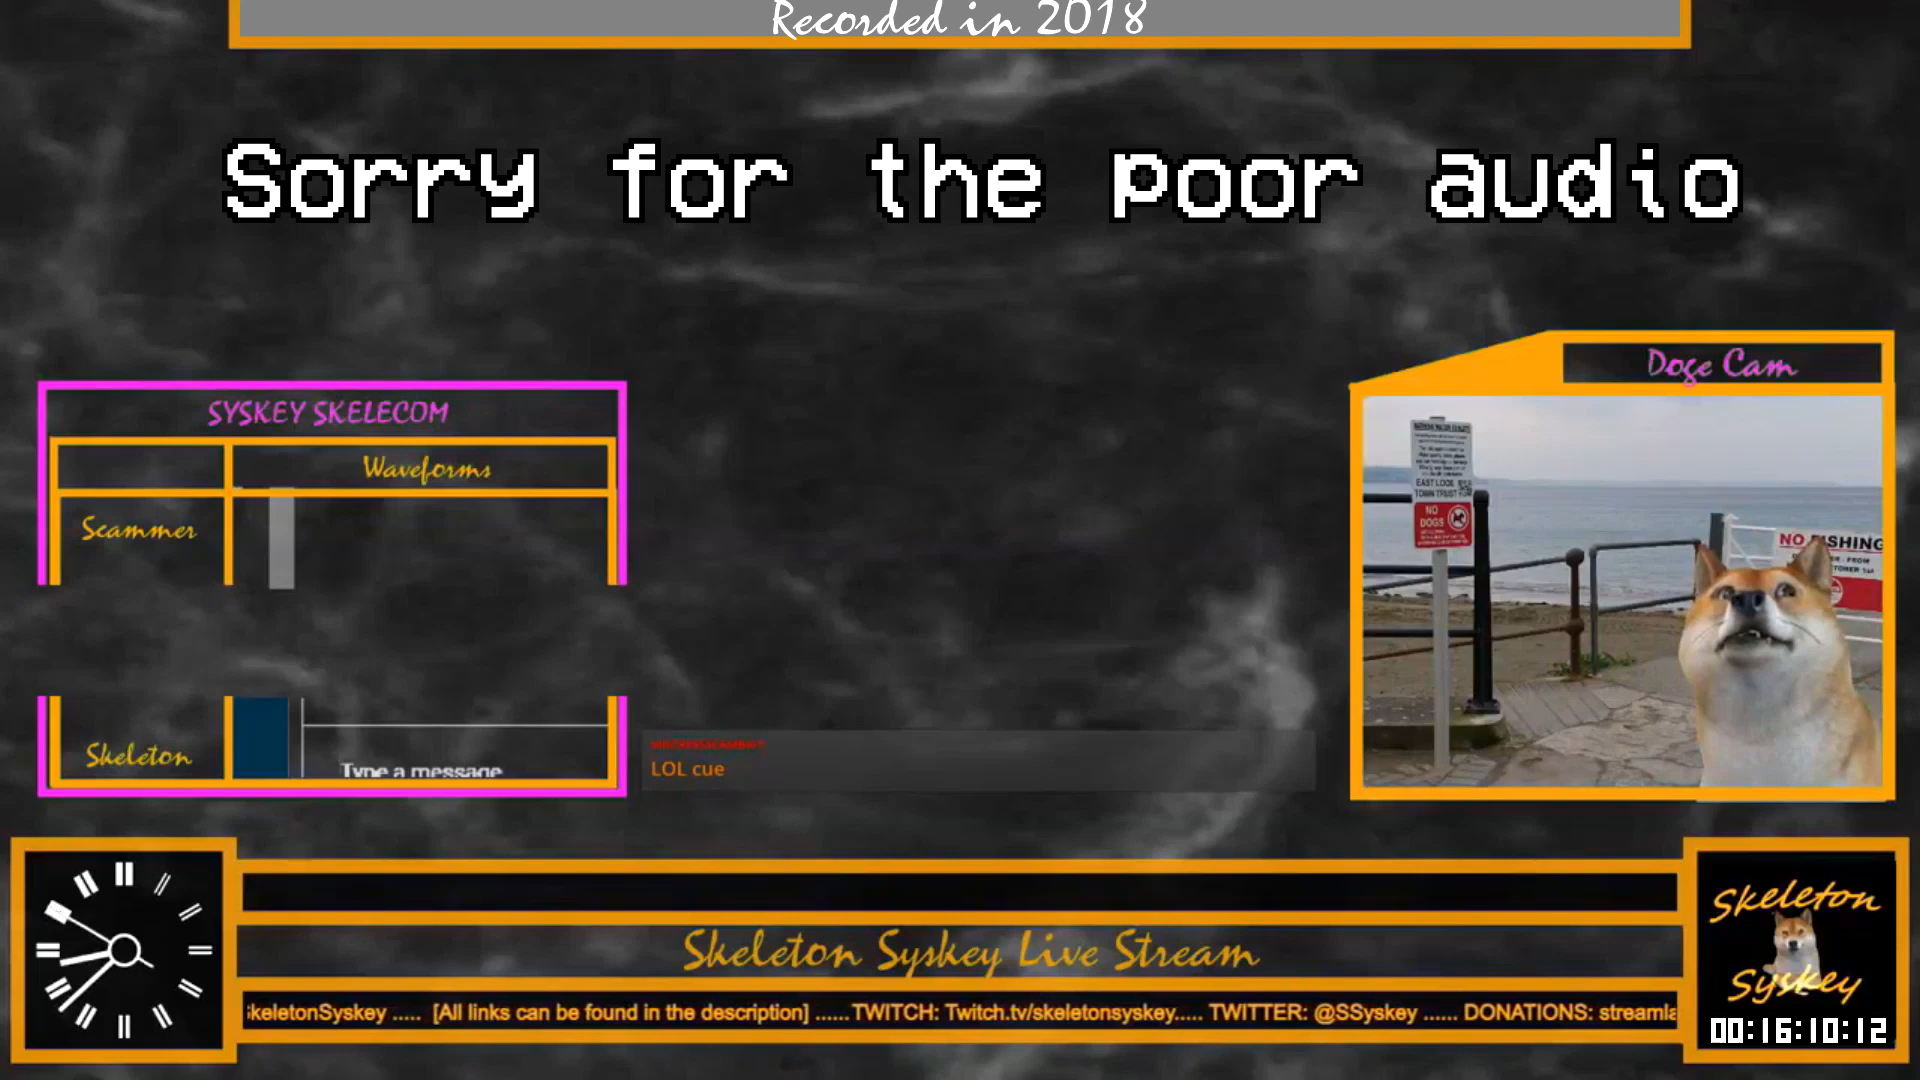 Recorded in 2018
Sorry for the poor audio
Doge Cam
SYSKEY SKELECOM
Waveforms
Scammer
EAST LOOE
TOWN TRUST
NO
DOGS
NO FISHING
Skeleton
Type a message
LOL cue
Skeleton Syskey Live Stream
Skeleton
Syskey
keletonSyskey ..... [All links can be found in the description] ......TWITCH: Twitch.tv/skeletonsyskey..... TWITTER: @SSyskey ...... DONATIONS: streamla
00:16:10:12